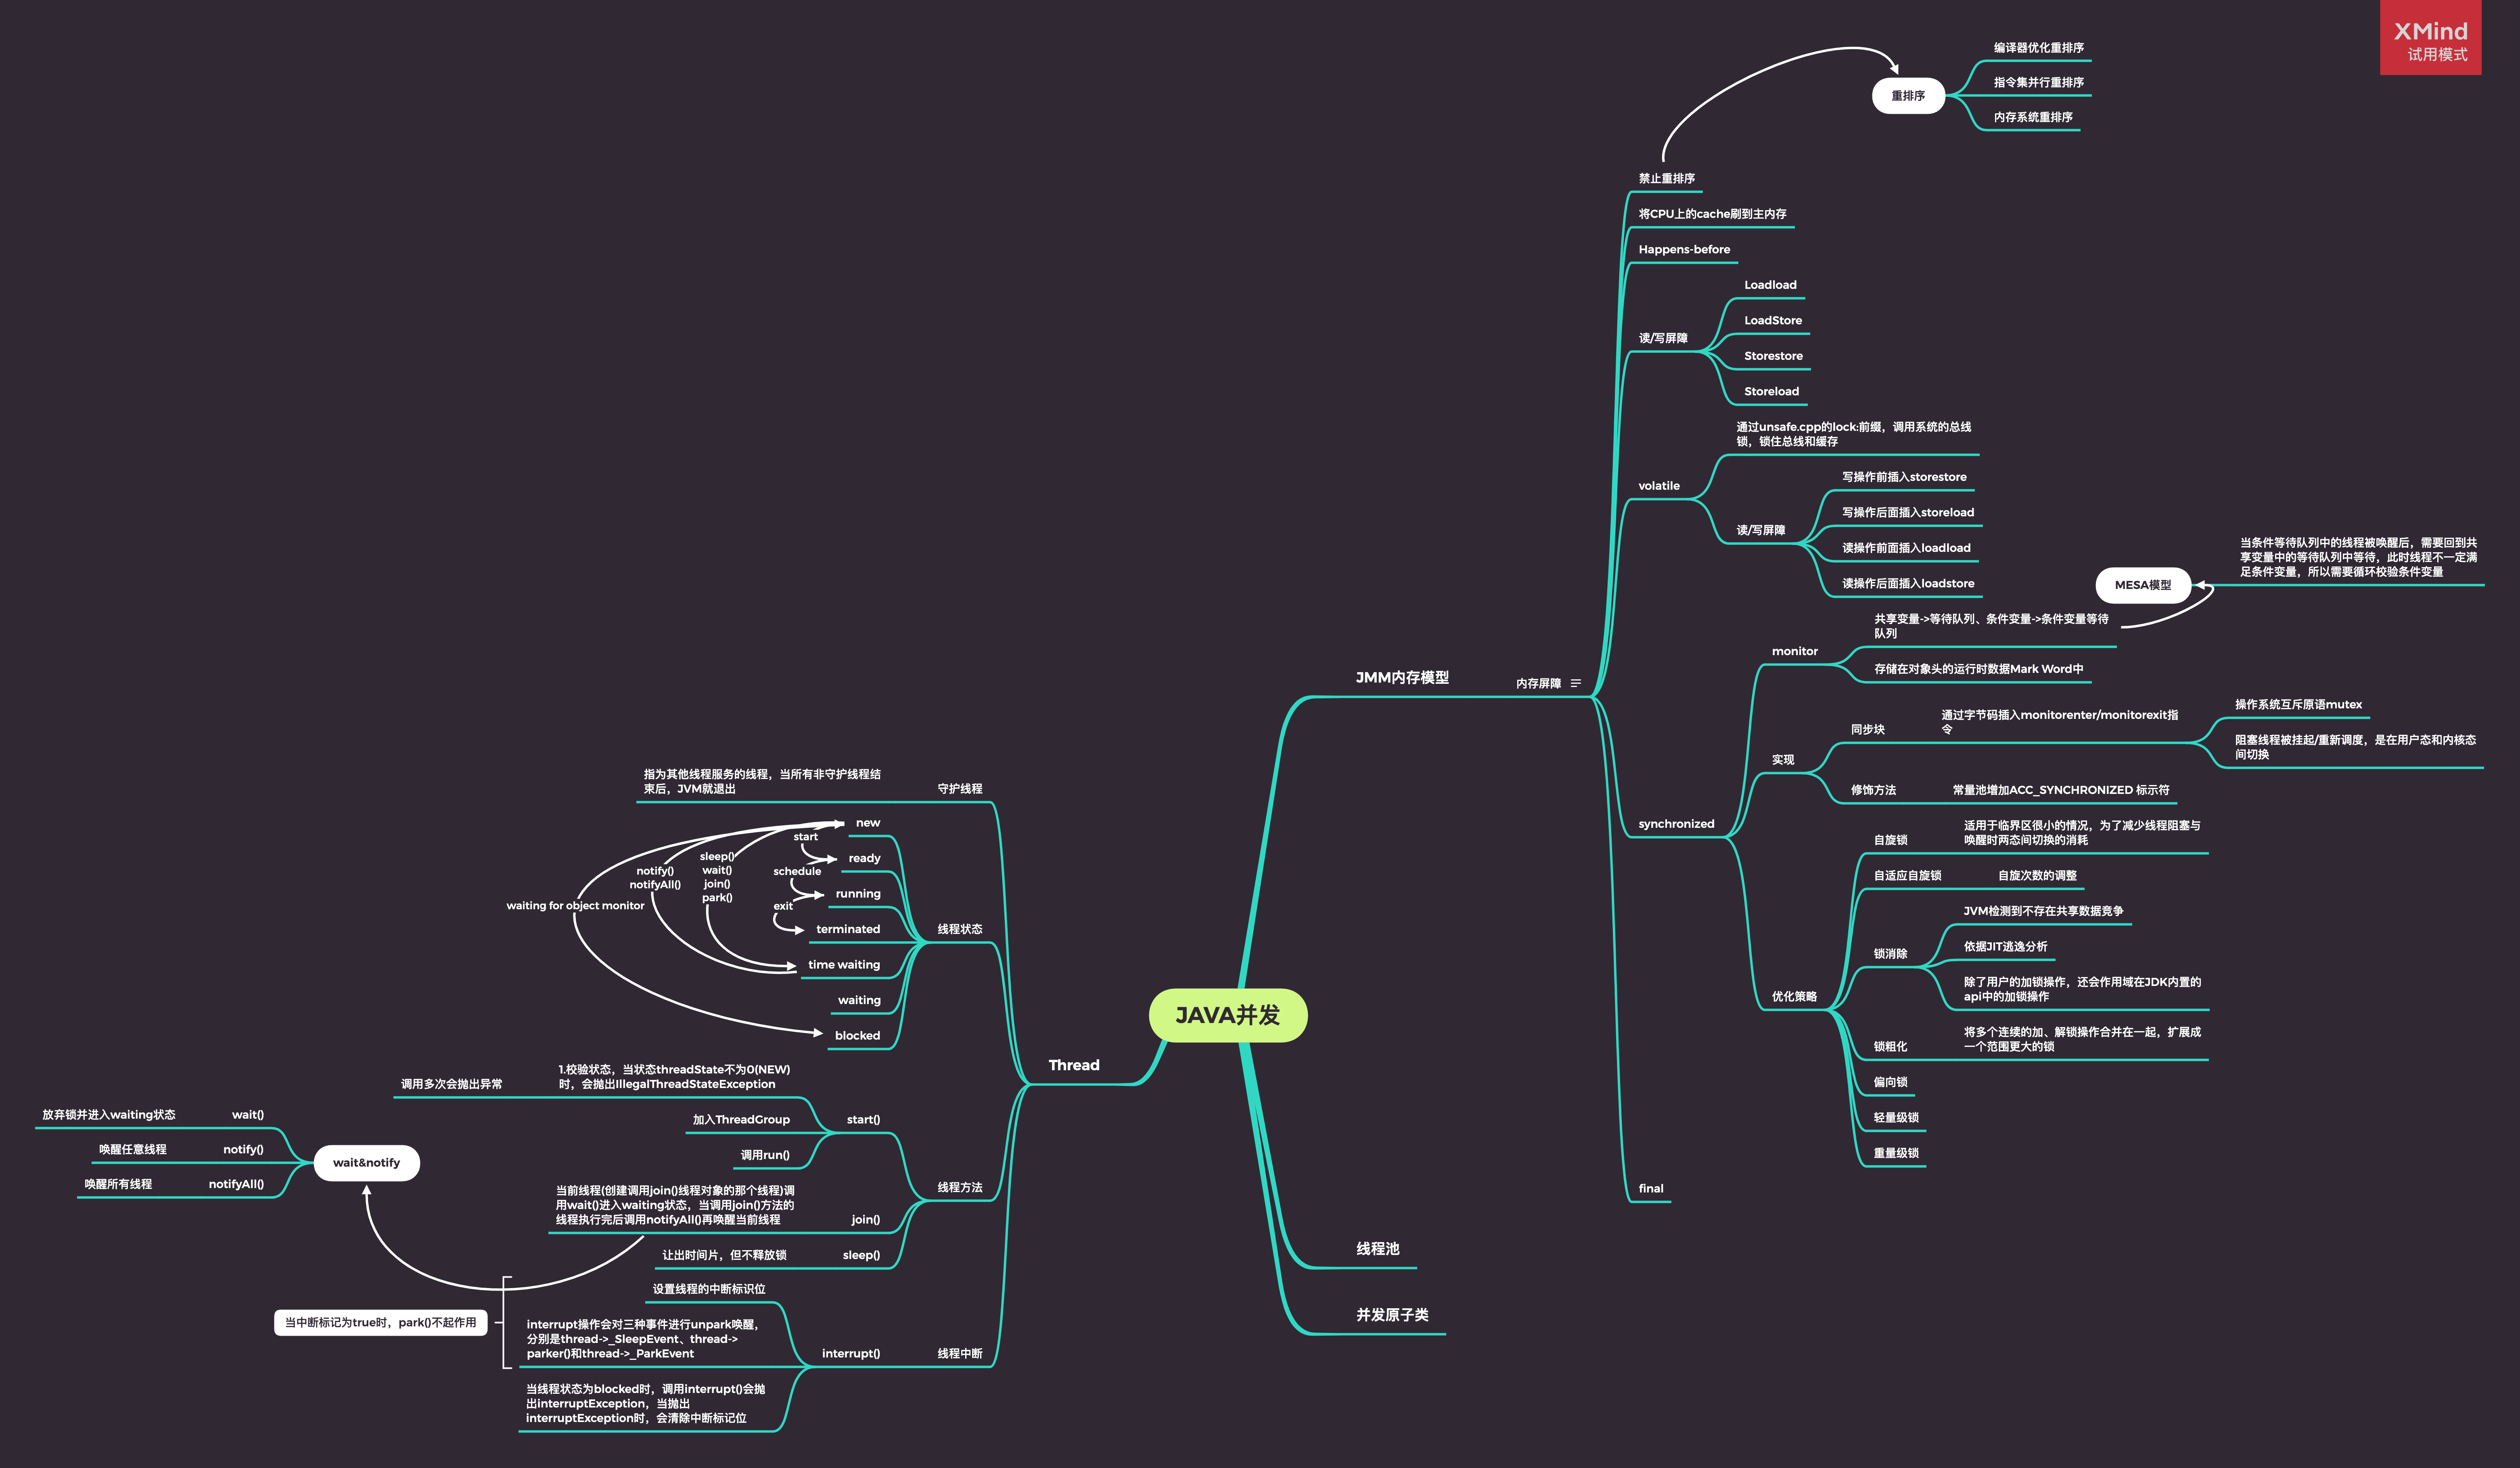 XMind
试用模式
JAVA并发
JMM内存模型
内存屏障
禁止重排序
重排序
编译器优化重排序
指令集并行重排序
内存系统重排序
将CPU上的cache刷到主内存
Happens-before
读/写屏障
Loadload
LoadStore
Storestore
Storeload
volatile
通过unsafe.cpp的lock:前缀，调用系统的总线
锁，锁住总线和缓存
读/写屏障
写操作前插入storestore
写操作后面插入storeload
读操作前面插入loadload
读操作后面插入loadstore
synchronized
monitor
共享变量->等待队列、条件变量->条件变量等待
队列
MESA模型
当条件等待队列中的线程被唤醒后，需要回到共
享变量中的等待队列中等待，此时线程不一定满
足条件变量，所以需要循环校验条件变量
存储在对象头的运行时数据Mark Word中
实现
同步块
通过字节码插入monitorenter/monitorexit指
令
操作系统互斥原语mutex
阻塞线程被挂起/重新调度，是在用户态和内核态
间切换
修饰方法
常量池增加ACC_SYNCHRONIZED 标示符
优化策略
自旋锁
适用于临界区很小的情况，为了减少线程阻塞与
唤醒时两态间切换的消耗
自适应自旋锁
自旋次数的调整
锁消除
JVM检测到不存在共享数据竞争
依据JIT逃逸分析
除了用户的加锁操作，还会作用域在JDK内置的
api中的加锁操作
锁粗化
将多个连续的加、解锁操作合并在一起，扩展成
一个范围更大的锁
偏向锁
轻量级锁
重量级锁
final
线程池
并发原子类
Thread
守护线程
指为其他线程服务的线程，当所有非守护线程结
束后，JVM就退出
线程状态
new
ready
running
terminated
time waiting
waiting
blocked
start
schedule
exit
sleep()
wait()
join()
park()
notify()
notifyAll()
waiting for object monitor
线程方法
start()
1.校验状态，当状态threadState不为0(NEW)
时，会抛出IllegalThreadStateException
调用多次会抛出异常
加入ThreadGroup
调用run()
join()
当前线程(创建调用join()线程对象的那个线程)调
用wait()进入waiting状态，当调用join()方法的
线程执行完后调用notifyAll()再唤醒当前线程
sleep()
让出时间片，但不释放锁
wait&notify
wait()
放弃锁并进入waiting状态
notify()
唤醒任意线程
notifyAll()
唤醒所有线程
线程中断
interrupt()
设置线程的中断标识位
interrupt操作会对三种事件进行unpark唤醒，
分别是thread->_SleepEvent、thread->
parker()和thread->_ParkEvent
当中断标记为true时，park()不起作用
当线程状态为blocked时，调用interrupt()会抛
出interruptException，当抛出
interruptException时，会清除中断标记位